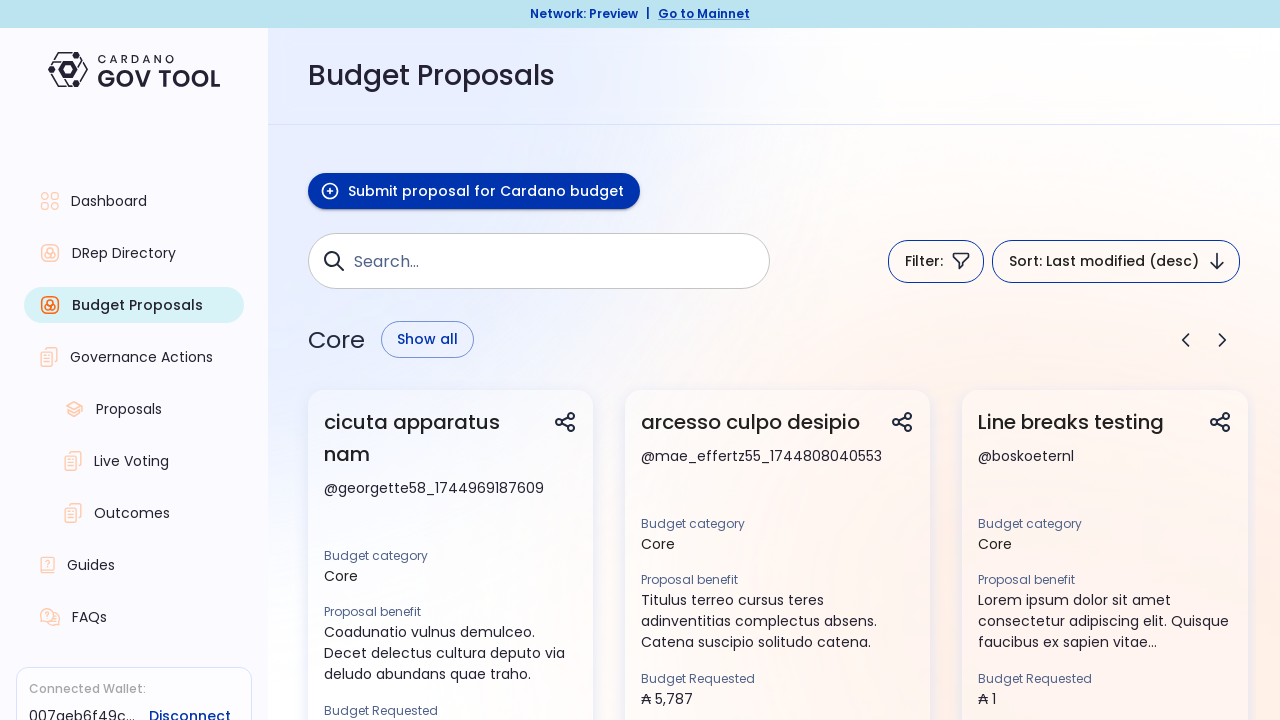 Network: Preview | Go to Mainnet
CARDANO
GOV TOOL
Dashboard
DRep Directory
Budget Proposals
Governance Actions
Proposals
Live Voting
Outcomes
Guides
FAQs
Connected Wallet:
007aeb6f49c... Disconnect
Budget Proposals
Submit proposal for Cardano budget
Search...
Filter:
Sort: Last modified (desc)
Core
Show all
cicuta apparatus
nam
@georgette58_1744969187609
Budget category
Core
Proposal benefit
Coadunatio vulnus demulceo.
Decet delectus cultura deputo via
deludo abundans quae traho.
Budget Requested
arcesso culpo desipio
@mae_effertz55_1744808040553
Budget category
Core
Proposal benefit
Titulus terreo cursus teres
adinventitias complectus absens.
Catena suscipio solitudo catena.
Budget Requested
₳ 5,787
Line breaks testing
@boskoeternl
Budget category
Core
Proposal benefit
Lorem ipsum dolor sit amet
consectetur adipiscing elit. Quisque
faucibus ex sapien vitae...
Budget Requested
₳ 1